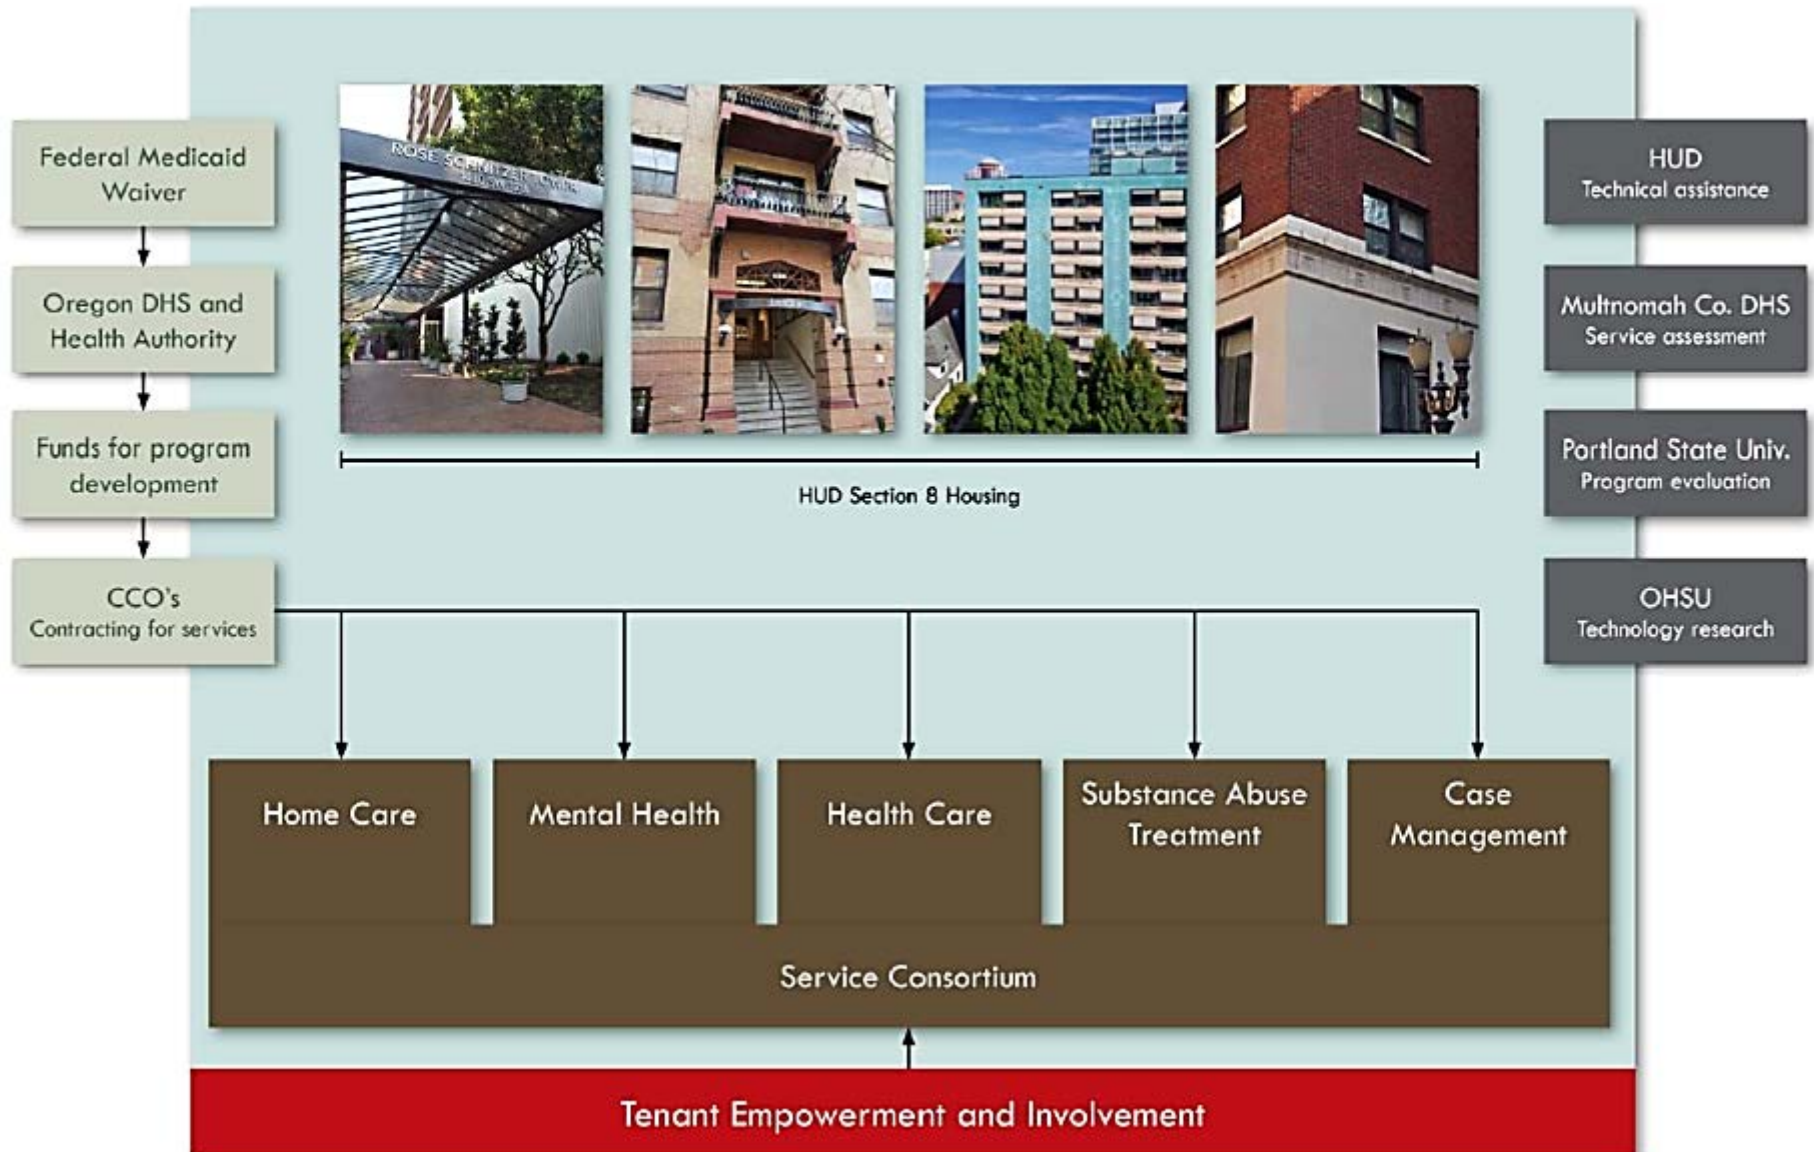 Federal Medicaid
Waiver
Oregon DHS and
Health Authority
Funds for program
development
CCO's
Contracting for services
ROSE SCHNITZER
HUD Section 8 Housing
HUD
Technical assistance
Multnomah Co. DHS
Service assessment
Portland State Univ.
Program evaluation
OHSU
Technology research
Home Care
Mental Health
Health Care
Substance Abuse
Treatment
Case
Management
Service Consortium
Tenant Empowerment and Involvement